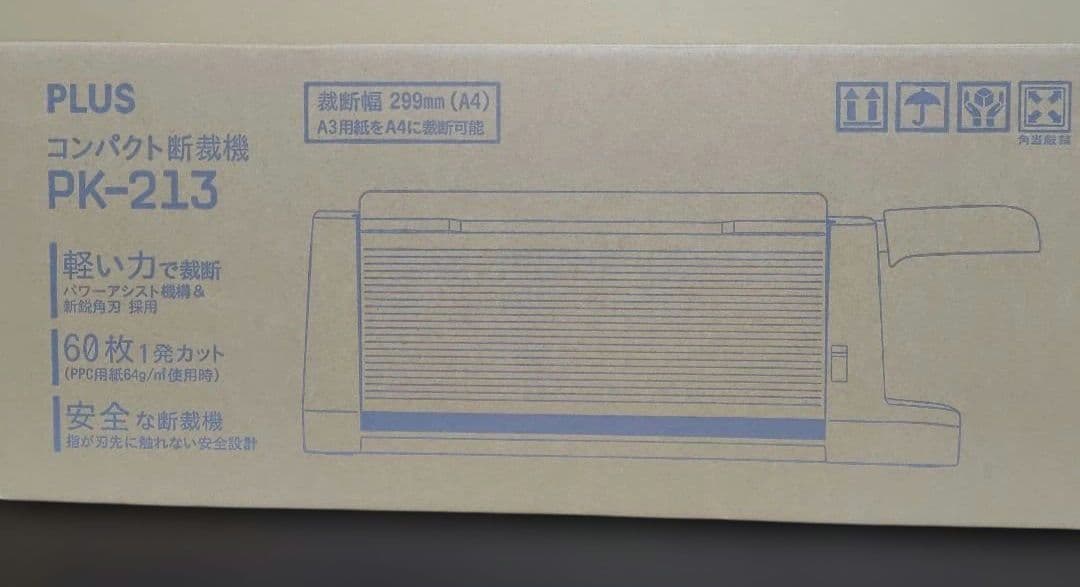 PLUS
コンパクト断裁機
PK-213
裁断幅 299mm (A4)
A3用紙をA4に裁断可能
角当厳禁
軽い力で裁断
パワーアシスト機構&
新鋭角刃 採用
60枚1発カット
(PPC用紙64g/㎡使用時)
安全な断裁機
指が刃先に触れない安全設計